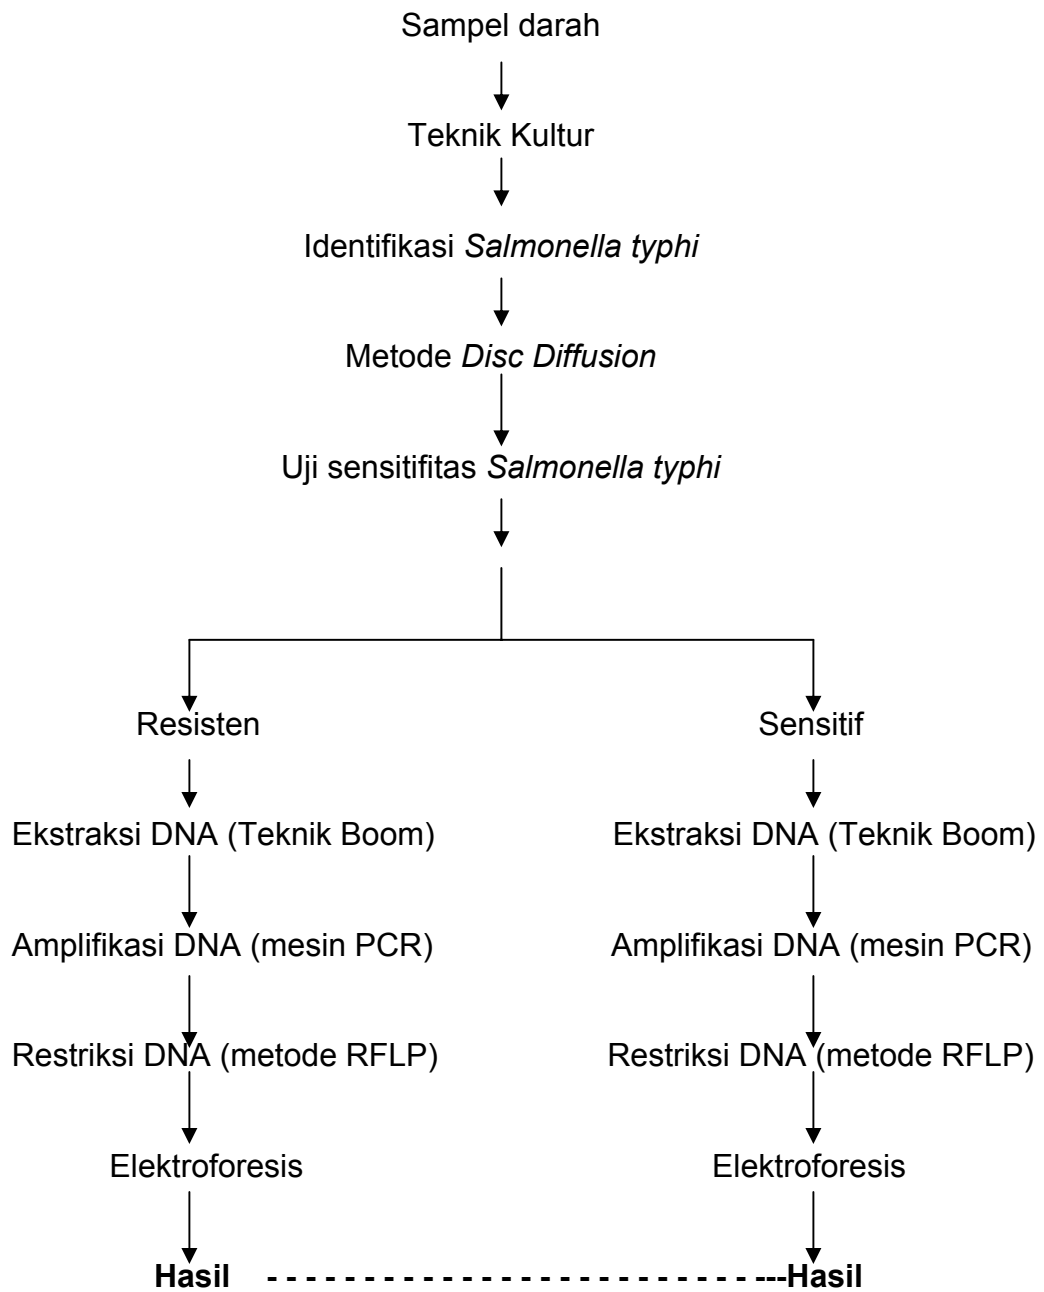 Sampel darah
Teknik Kultur
Identifikasi Salmonella typhi
Metode Disc Diffusion
Uji sensitifitas Salmonella typhi
Resisten
Sensitif
Ekstraksi DNA (Teknik Boom)
Ekstraksi DNA (Teknik Boom)
Amplifikasi DNA (mesin PCR)
Amplifikasi DNA (mesin PCR)
Restriksi DNA (metode RFLP)
Restriksi DNA (metode RFLP)
Elektroforesis
Elektroforesis
Hasil - - - - - - - - - - - - - - - - - - - - - - - - - - ---Hasil